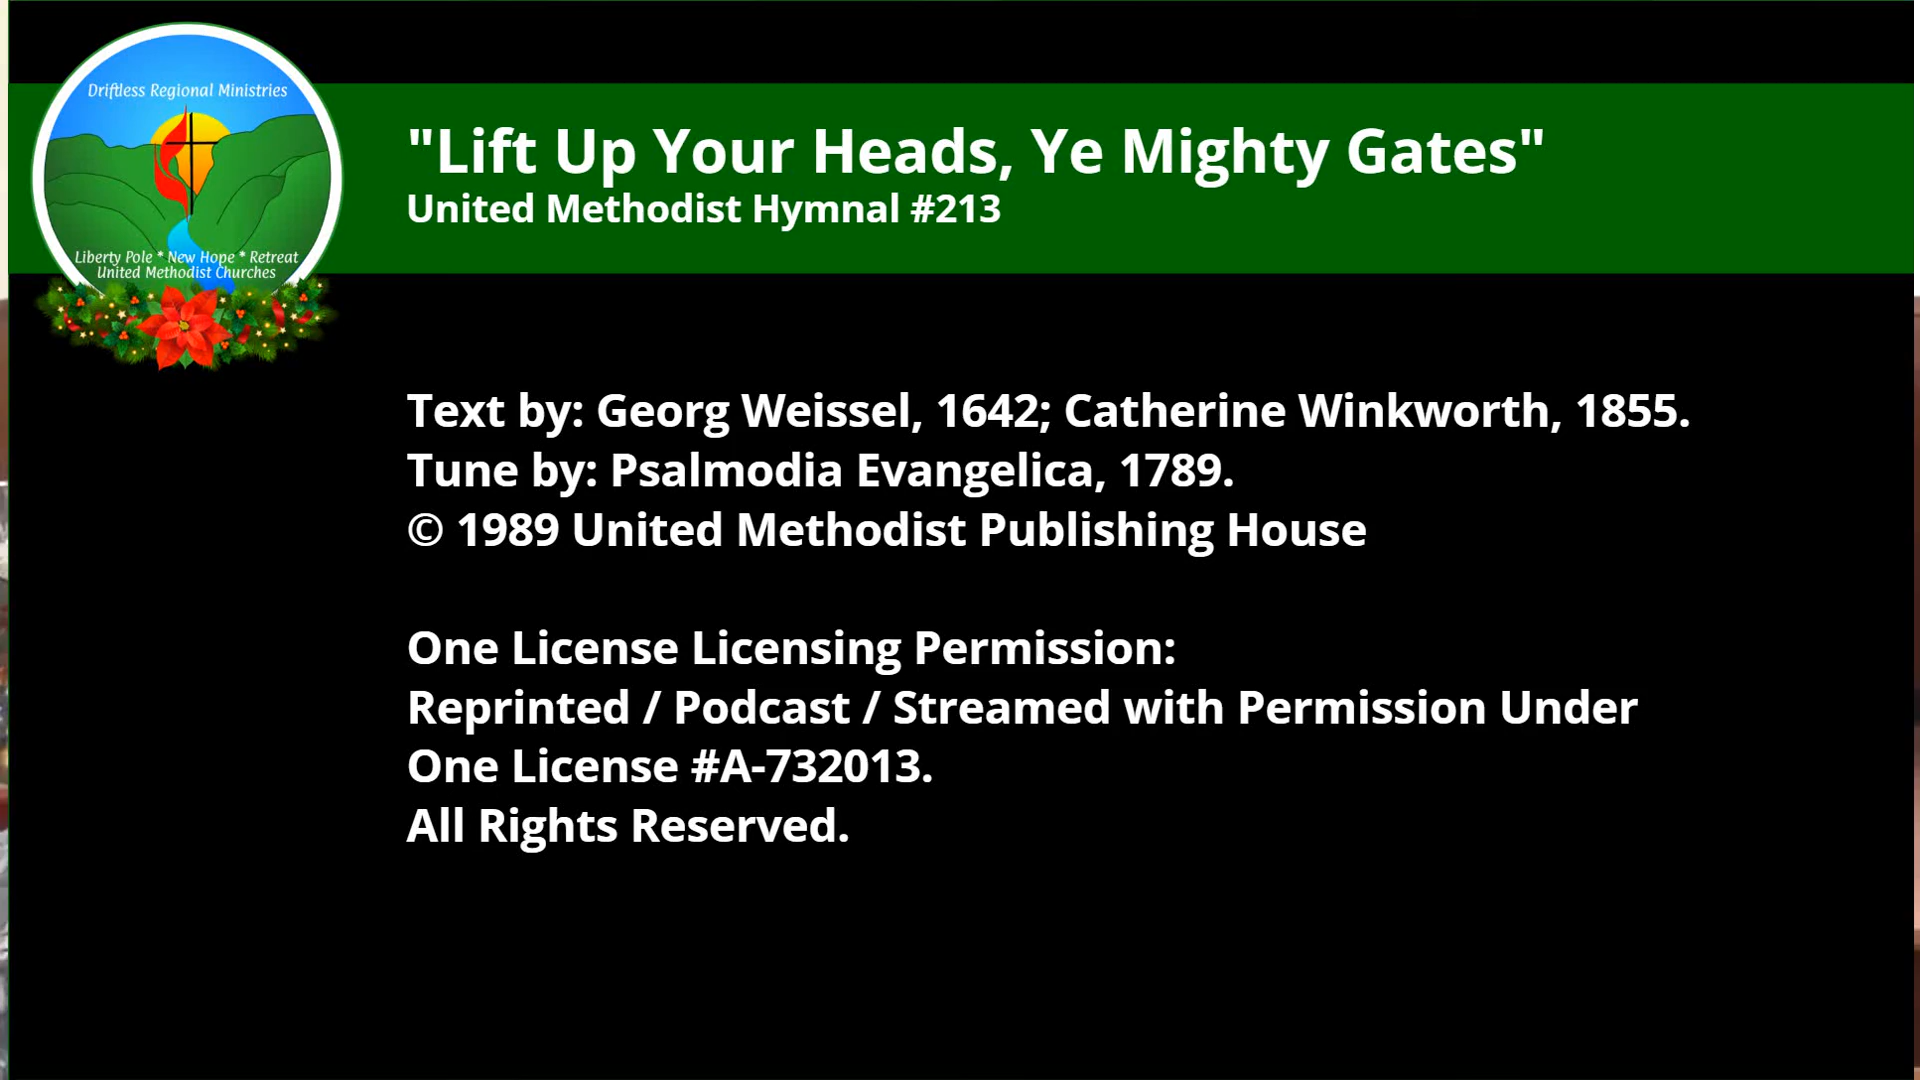 Driftless Regional Ministries
Liberty Pole * New Hope * Retreat
United Methodist Churches
"Lift Up Your Heads, Ye Mighty Gates"
United Methodist Hymnal #213
Text by: Georg Weissel, 1642; Catherine Winkworth, 1855.
Tune by: Psalmodia Evangelica, 1789.
© 1989 United Methodist Publishing House
One License Licensing Permission:
Reprinted / Podcast / Streamed with Permission Under
One License #A-732013.
All Rights Reserved.